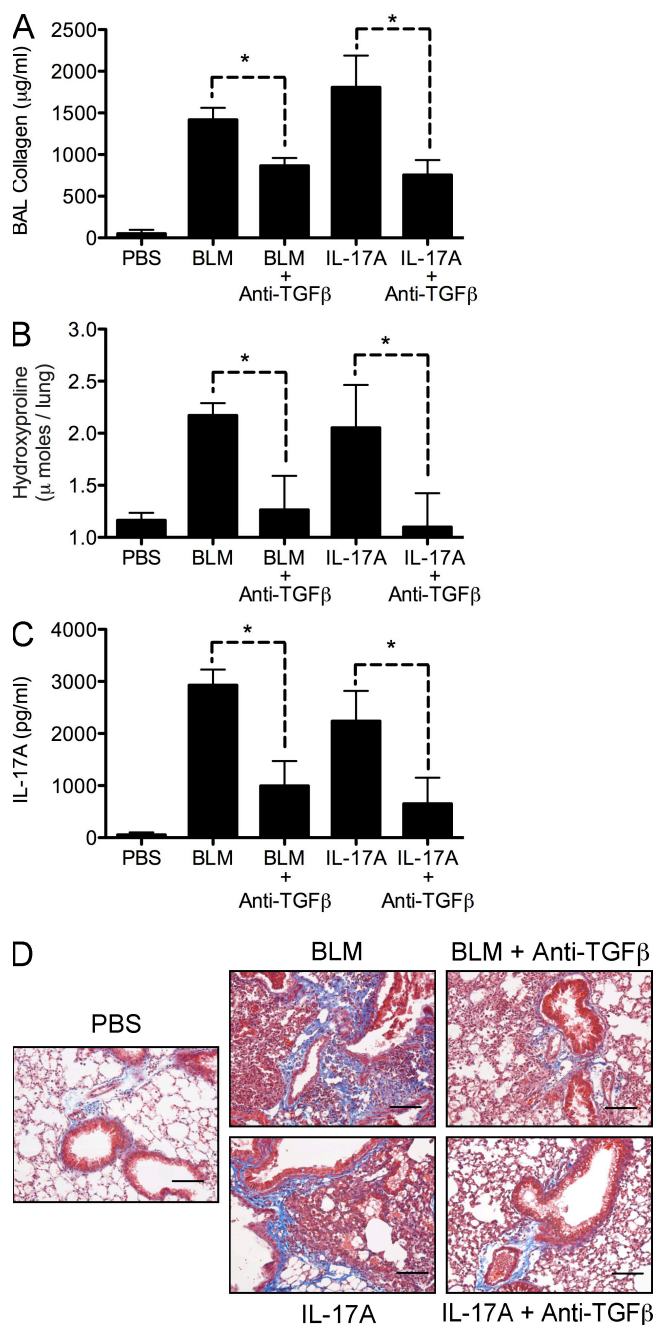 A
BAL Collagen (μg/ml)
2500
2000
1500
1000
500
0
*
*
PBS
BLM
BLM
+
Anti-TGFβ
IL-17A
IL-17A
+
Anti-TGFβ
B
Hydroxyproline
(μ moles / lung)
3.0
2.5
2.0
1.5
1.0
*
*
PBS
BLM
BLM
+
Anti-TGFβ
IL-17A
IL-17A
+
Anti-TGFβ
C
IL-17A (pg/ml)
4000
3000
2000
1000
0
*
*
PBS
BLM
BLM
+
Anti-TGFβ
IL-17A
IL-17A
+
Anti-TGFβ
D
PBS
BLM
BLM + Anti-TGFβ
IL-17A
IL-17A + Anti-TGFβ